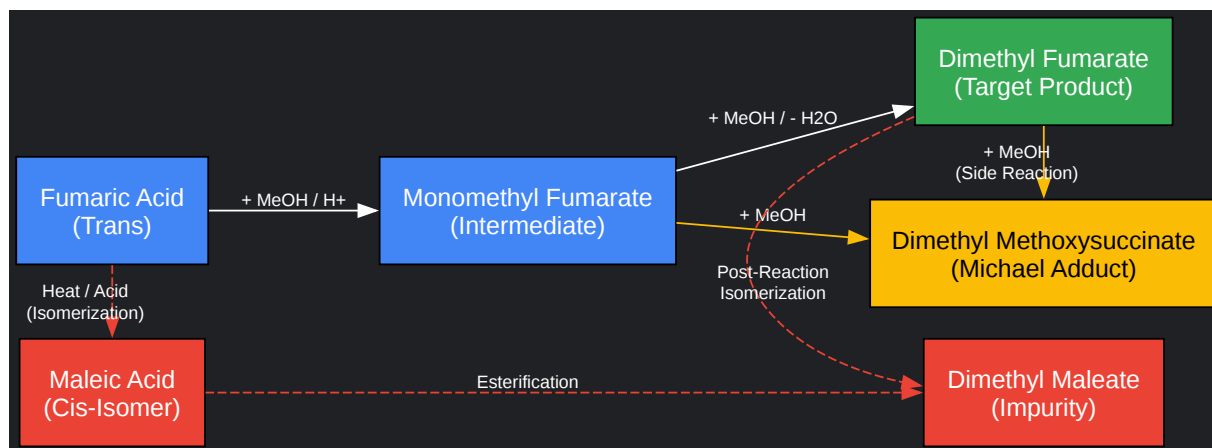 Dimethyl Fumarate
(Target Product)
+ MeOH / - H2O
+ MeOH
(Side Reaction)
Fumaric Acid
(Trans)
+ MeOH / H+
Monomethyl Fumarate
(Intermediate)
+ MeOH
Dimethyl Methoxysuccinate
(Michael Adduct)
Heat / Acid
(Isomerization)
Post-Reaction
Isomerization
Maleic Acid
(Cis-Isomer)
Esterification
Dimethyl Maleate
(Impurity)